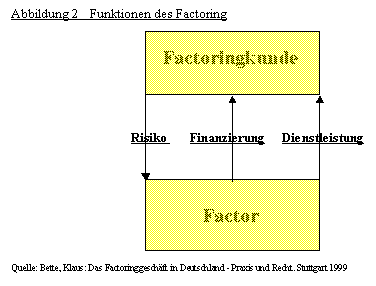 Abbildung 2 Funktionen des Factoring
Factoringkunde
Risiko Finanzierung Dienstleistung
Factor
Quelle: Bette, Klaus: Das Factoringgeschäft in Deutschland - Praxis und Recht. Stuttgart 1999